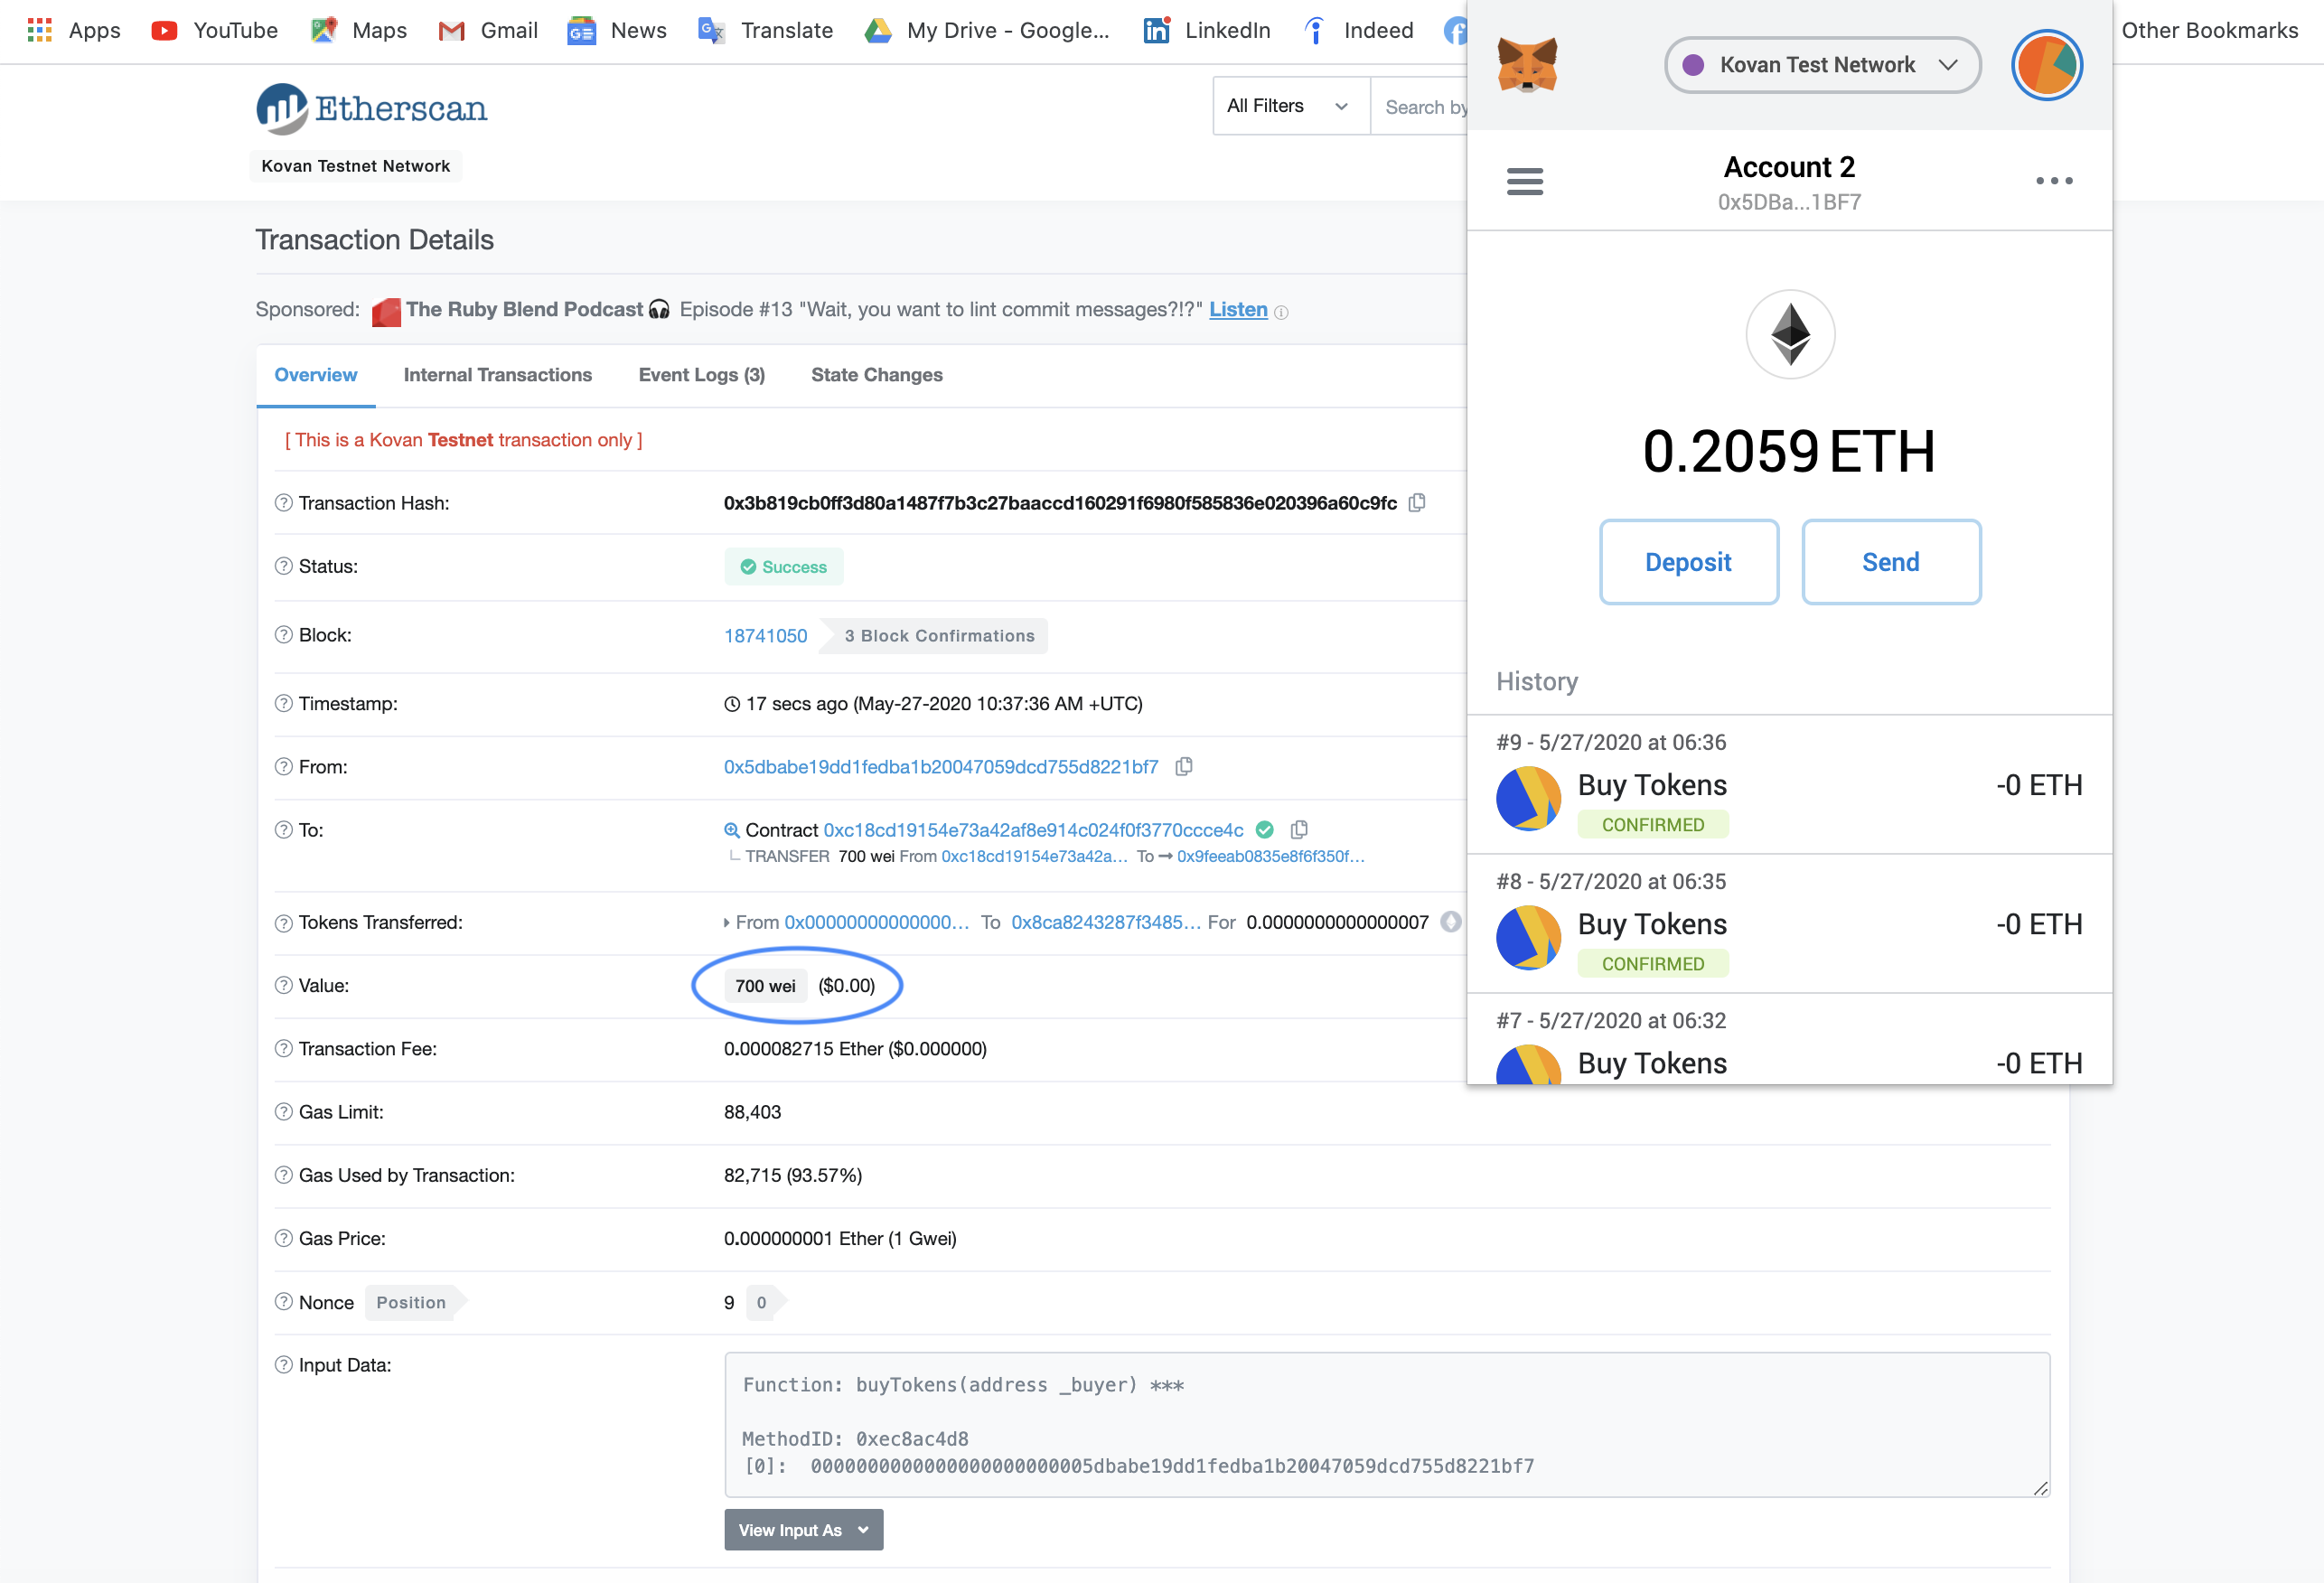 Apps YouTube Maps Gmail News Translate My Drive - Google... LinkedIn Indeed Other Bookmarks
Etherscan
Kovan Testnet Network
All Filters
Search by
Transaction Details
Sponsored: The Ruby Blend Podcast Episode #13 "Wait, you want to lint commit messages?!?" Listen
Overview Internal Transactions Event Logs (3) State Changes
[ This is a Kovan Testnet transaction only ]
Transaction Hash: 0x3b819cb0ff3d80a1487f7b3c27baaccd160291f6980f585836e020396a60c9fc
Status: Success
Block: 18741050 3 Block Confirmations
Timestamp: 17 secs ago (May-27-2020 10:37:36 AM +UTC)
From: 0x5dbabe19dd1fedba1b20047059dcd755d8221bf7
To: Contract 0xc18cd19154e73a42af8e914c024f0f3770ccce4c
TRANSFER 700 wei From 0xc18cd19154e73a42a... To 0x9feeab0835e8f6f350f...
Tokens Transferred: From 0x00000000000000... To 0x8ca8243287f3485... For 0.0000000000000007
Value: 700 wei ($0.00)
Transaction Fee: 0.000082715 Ether ($0.000000)
Gas Limit: 88,403
Gas Used by Transaction: 82,715 (93.57%)
Gas Price: 0.000000001 Ether (1 Gwei)
Nonce Position 9 0
Input Data:
Function: buyTokens(address _buyer) ***
MethodID: 0xec8ac4d8
[0]: 0000000000000000000000005dbabe19dd1fedba1b20047059dcd755d8221bf7
View Input As
Kovan Test Network
Account 2
0x5DBa...1BF7
0.2059 ETH
Deposit Send
History
#9 - 5/27/2020 at 06:36
Buy Tokens -0 ETH
CONFIRMED
#8 - 5/27/2020 at 06:35
Buy Tokens -0 ETH
CONFIRMED
#7 - 5/27/2020 at 06:32
Buy Tokens -0 ETH